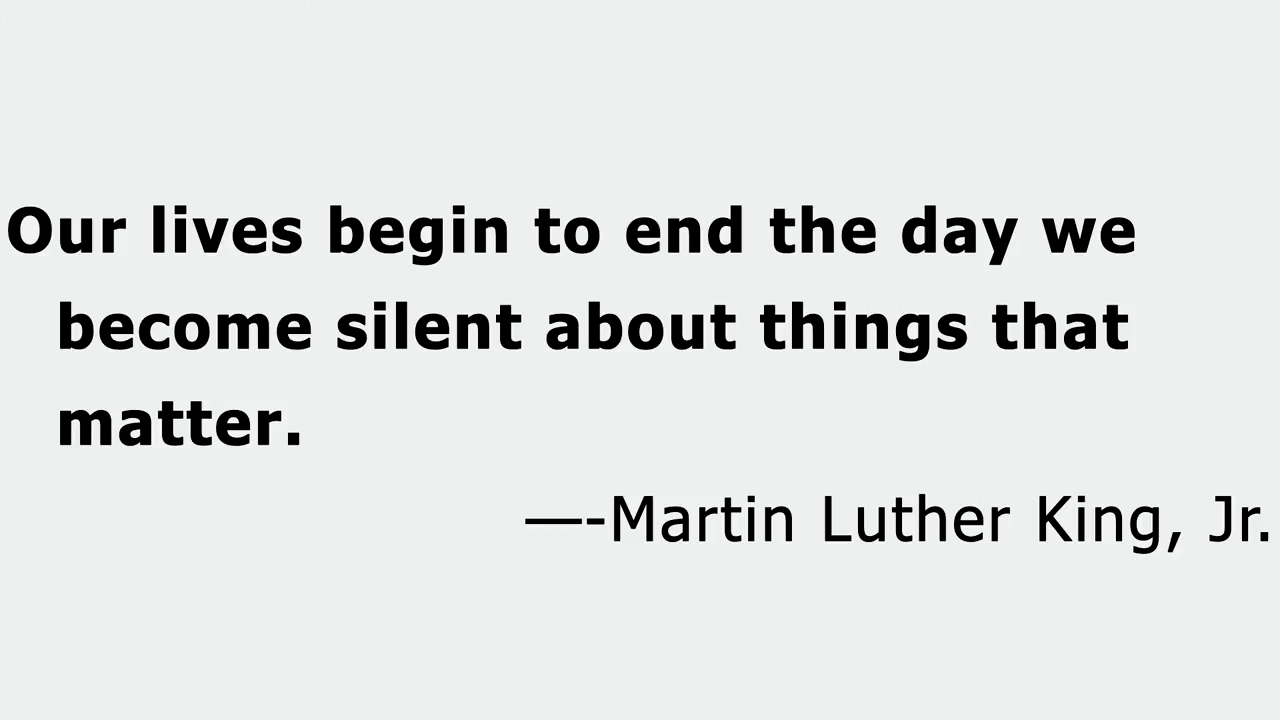 Our lives begin to end the day we
become silent about things that
matter.
—-Martin Luther King, Jr.